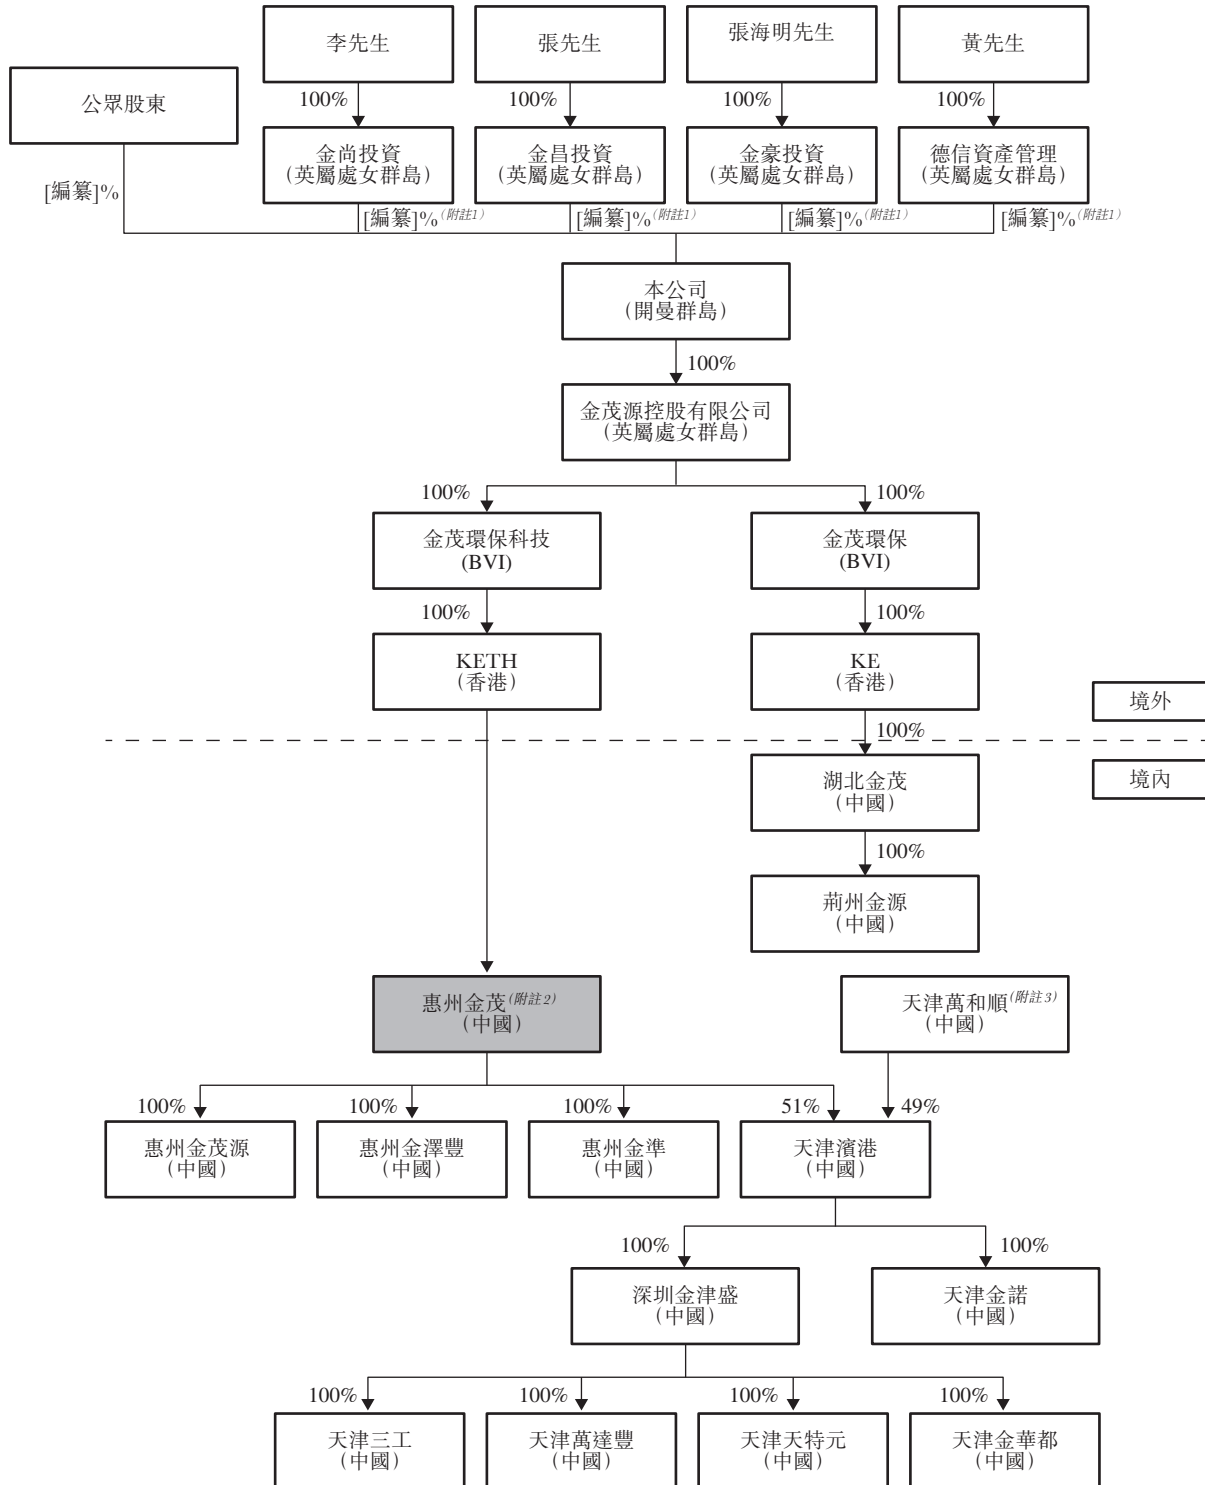 李先生
張先生
張海明先生
黃先生
公眾股東
100%
100%
100%
100%
金尚投資
(英屬處女群島)
金昌投資
(英屬處女群島)
金豪投資
(英屬處女群島)
德信資產管理
(英屬處女群島)
[編纂]%
[編纂]%(附註1)
[編纂]%(附註1)
[編纂]%(附註1)
[編纂]%(附註1)
本公司
(開曼群島)
100%
金茂源控股有限公司
(英屬處女群島)
100%
100%
金茂環保科技
(BVI)
金茂環保
(BVI)
100%
100%
KETH
(香港)
KE
(香港)
境外
100%
湖北金茂
(中國)
境內
100%
荊州金源
(中國)
惠州金茂(附註2)
(中國)
天津萬和順(附註3)
(中國)
100%
100%
100%
51%
49%
惠州金茂源
(中國)
惠州金澤豐
(中國)
惠州金準
(中國)
天津濱港
(中國)
100%
100%
深圳金津盛
(中國)
天津金諾
(中國)
100%
100%
100%
100%
天津三工
(中國)
天津萬達豐
(中國)
天津天特元
(中國)
天津金華都
(中國)